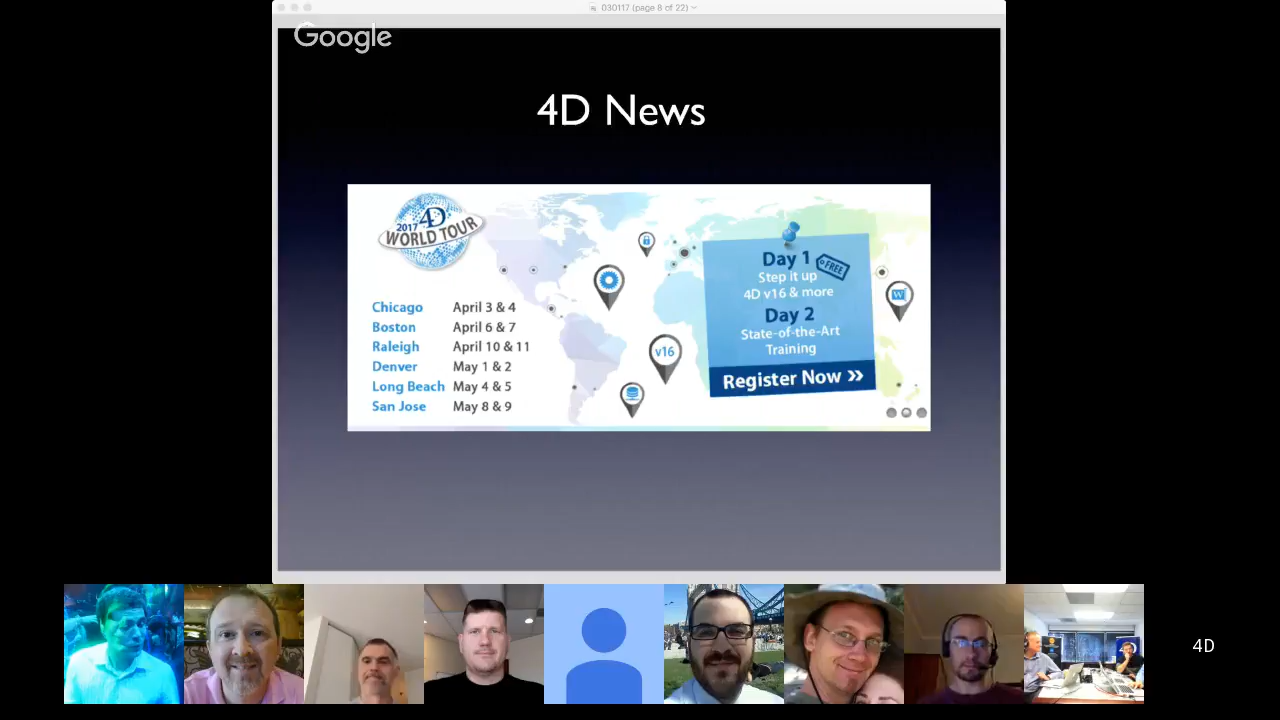 030117 (page 8 of 22)
Google
4D News
2017 4D
WORLD TOUR
Chicago April 3 & 4
Boston April 6 & 7
Raleigh April 10 & 11
Denver May 1 & 2
Long Beach May 4 & 5
San Jose May 8 & 9
v16
W
Day 1 FREE
Step it up
4D v16 & more
Day 2
State-of-the-Art
Training
Register Now »
4D